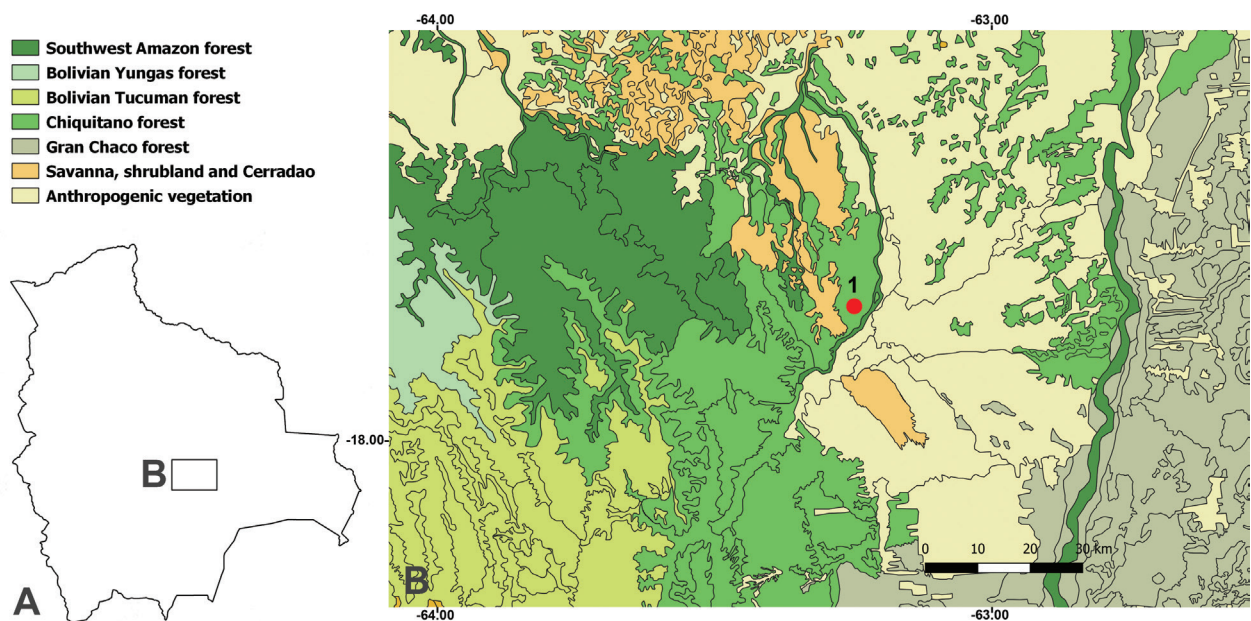 Southwest Amazon forest
Bolivian Yungas forest
Bolivian Tucuman forest
Chiquitano forest
Gran Chaco forest
Savanna, shrubland and Cerradao
Anthropogenic vegetation
B
A
-64.00 -63.00
1
-18.00
0 10 20 30 km
B
-64.00 -63.00